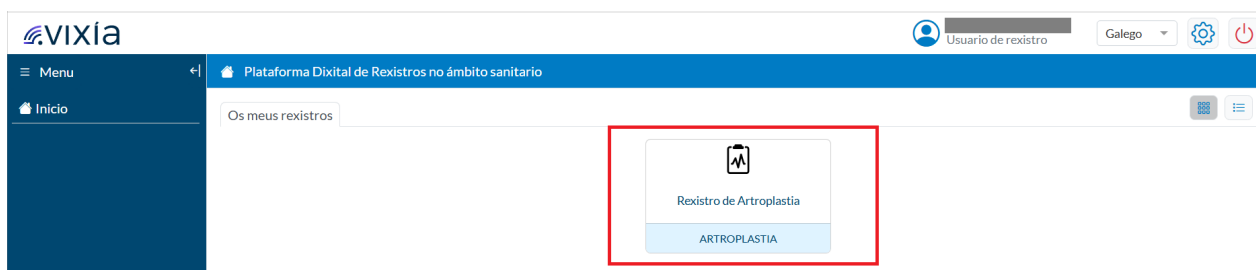 VIXÍA
Usuario de rexistro
Galego
Menu
Plataforma Dixital de Rexistros no ámbito sanitario
Inicio
Os meus rexistros
Rexistro de Artroplastia
ARTROPLASTIA